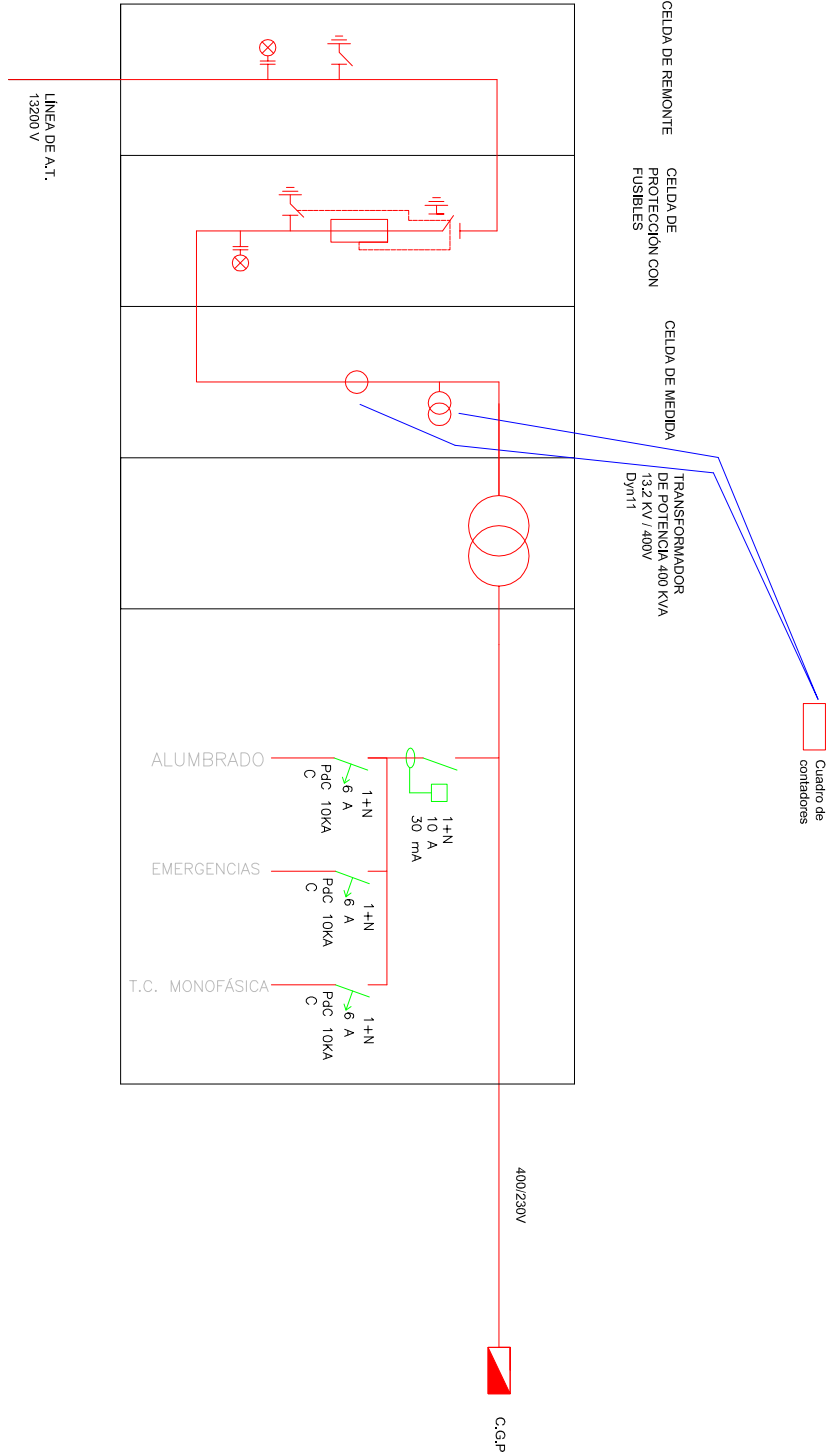 CELDA DE REMONTE
CELDA DE
PROTECCIÓN CON
FUSIBLES
CELDA DE MEDIDA
TRANSFORMADOR
DE POTENCIA 400 KVA
13.2 KV / 400V
Dyn11
Cuadro de
contadores
LÍNEA DE A.T.
13200 V
1+N
10 A
30 mA
ALUMBRADO
1+N
6 A
PdC 10KA
C
EMERGENCIAS
1+N
6 A
PdC 10KA
C
T.C. MONOFÁSICA
1+N
6 A
PdC 10KA
C
400/230V
C.G.P